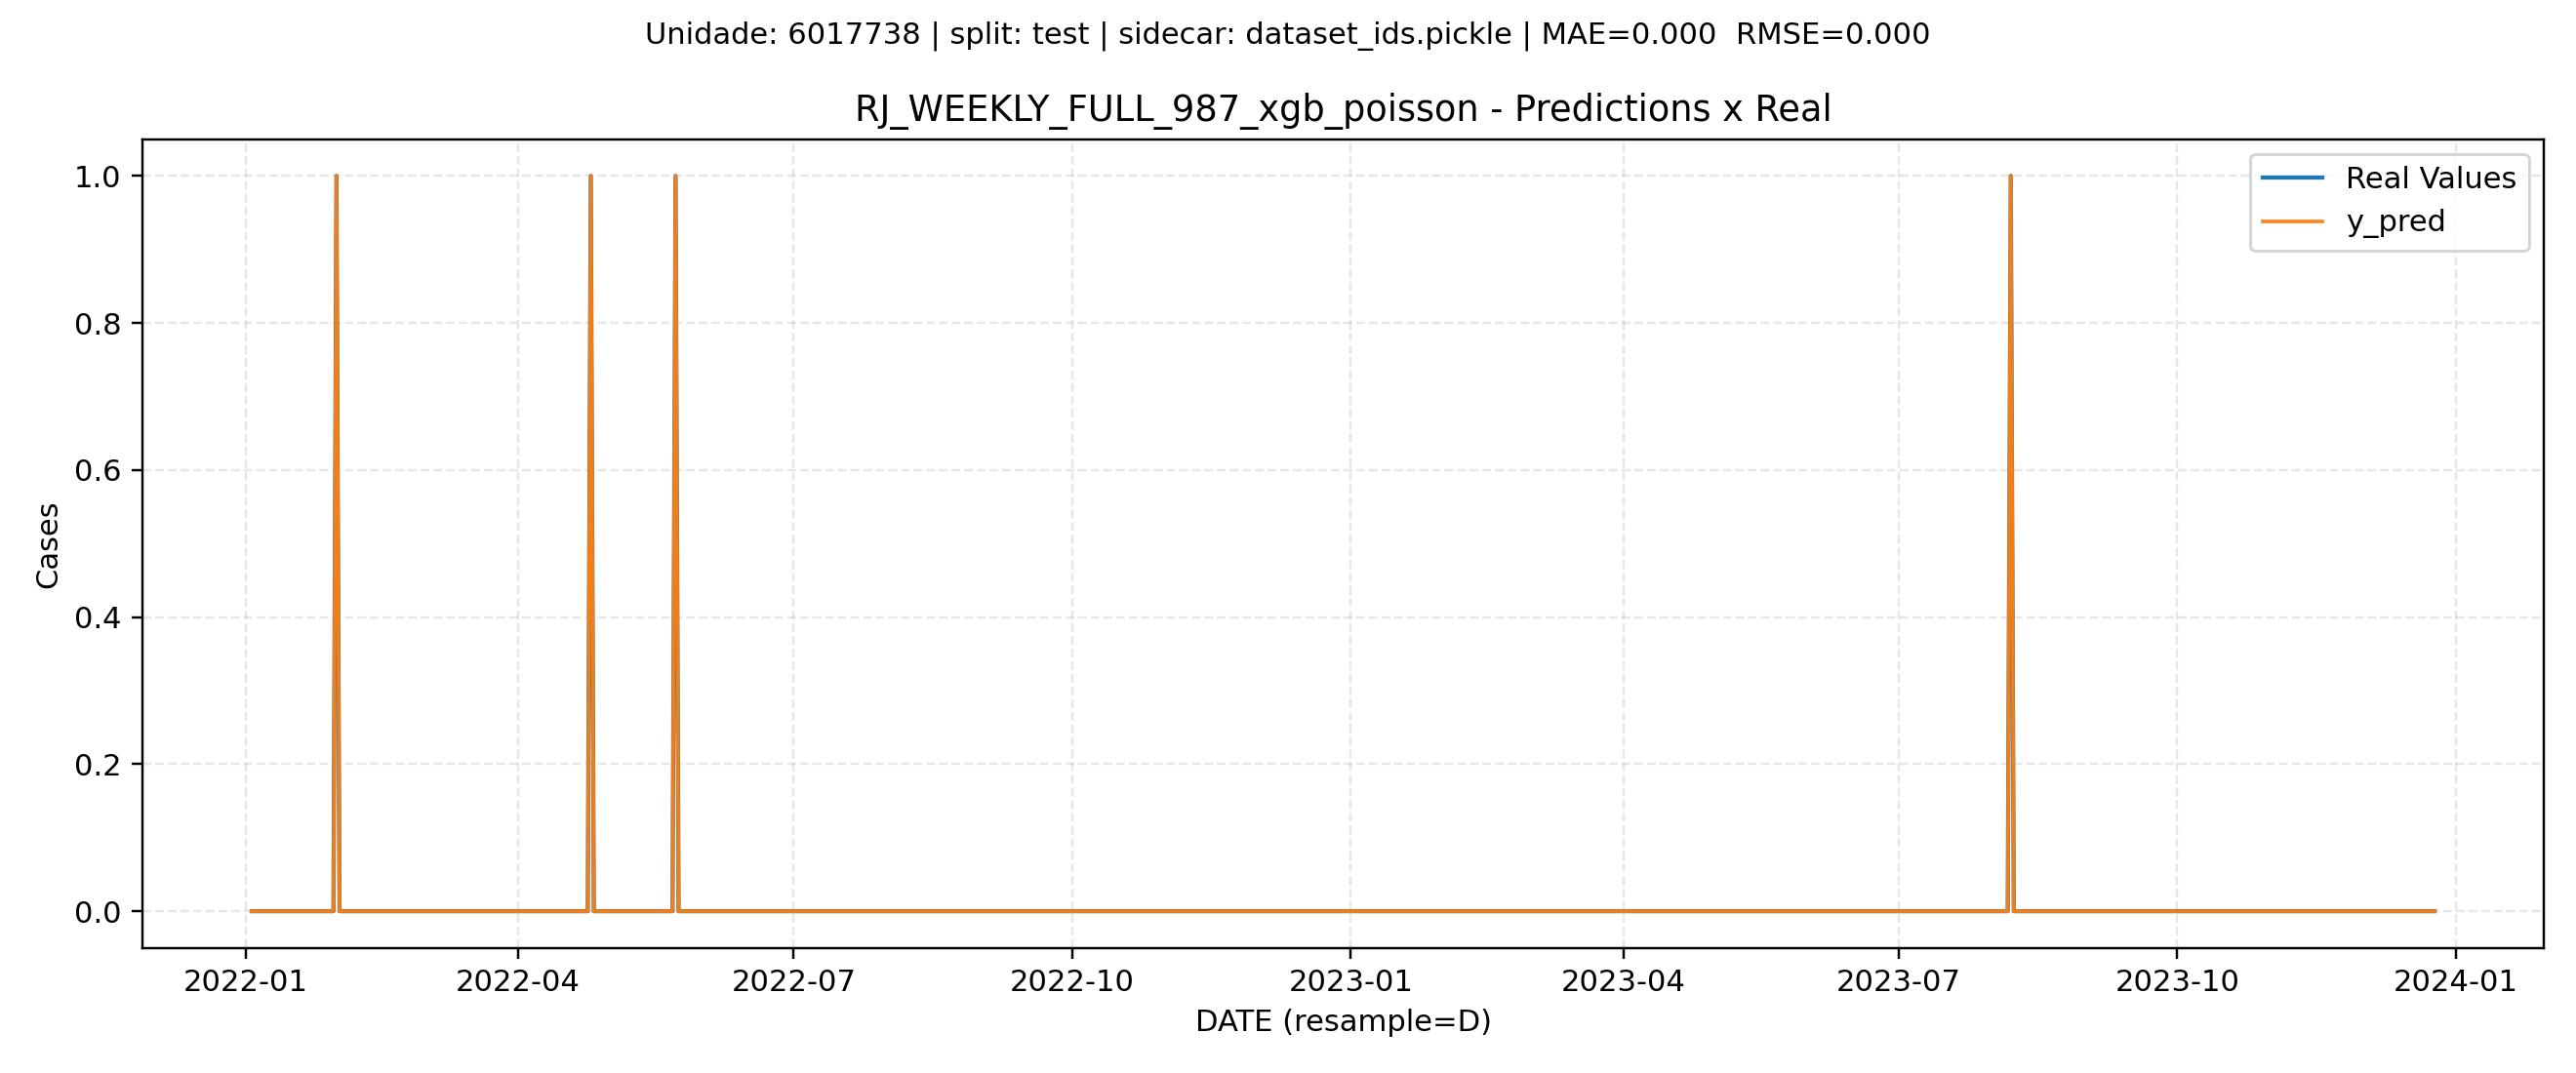 Unidade: 6017738 | split: test | sidecar: dataset_ids.pickle | MAE=0.000  RMSE=0.000
RJ_WEEKLY_FULL_987_xgb_poisson - Predictions x Real
Real Values
y_pred
1.0
0.8
0.6
0.4
0.2
0.0
Cases
2022-01
2022-04
2022-07
2022-10
2023-01
2023-04
2023-07
2023-10
2024-01
DATE (resample=D)